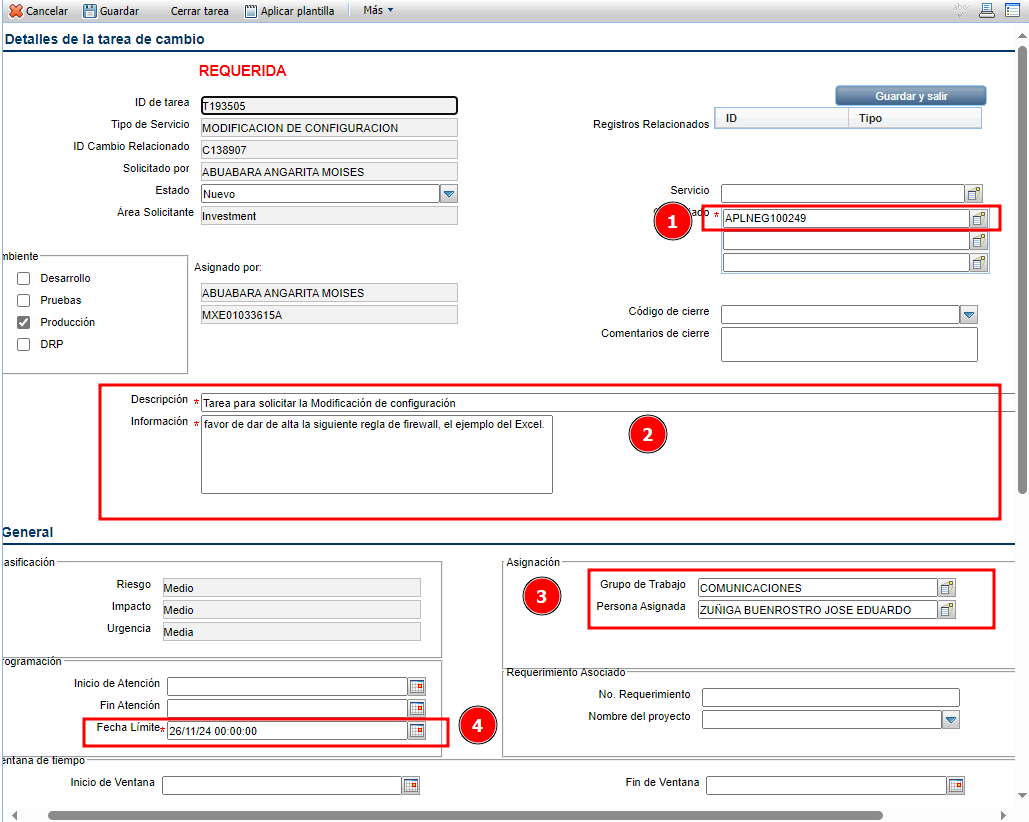 Cancelar Guardar Cerrar tarea Aplicar plantilla Más
Detalles de la tarea de cambio
REQUERIDA
ID de tarea T193505
Guardar y salir
Tipo de Servicio MODIFICACION DE CONFIGURACION
Registros Relacionados ID Tipo
ID Cambio Relacionado C138907
Solicitado por ABUABARA ANGARITA MOISES
Estado Nuevo
Servicio
Área Solicitante Investment
1 * APLNEG100249
Asignado por:
Desarrollo
Pruebas
ABUABARA ANGARITA MOISES
Producción
MXE01033615A
DRP
Código de cierre
Comentarios de cierre
Descripción * Tarea para solicitar la Modificación de configuración
Información * favor de dar de alta la siguiente regla de firewall, el ejemplo del Excel.
2
General
asificación
Riesgo Medio
Impacto Medio
Urgencia Media
Asignación
3
Grupo de Trabajo COMUNICACIONES
Persona Asignada ZUÑIGA BUENROSTRO JOSE EDUARDO
rogramación
Inicio de Atención
Fin Atención
Fecha Límite * 26/11/24 00:00:00
4
Requerimiento Asociado
No. Requerimiento
Nombre del proyecto
entana de tiempo
Inicio de Ventana Fin de Ventana